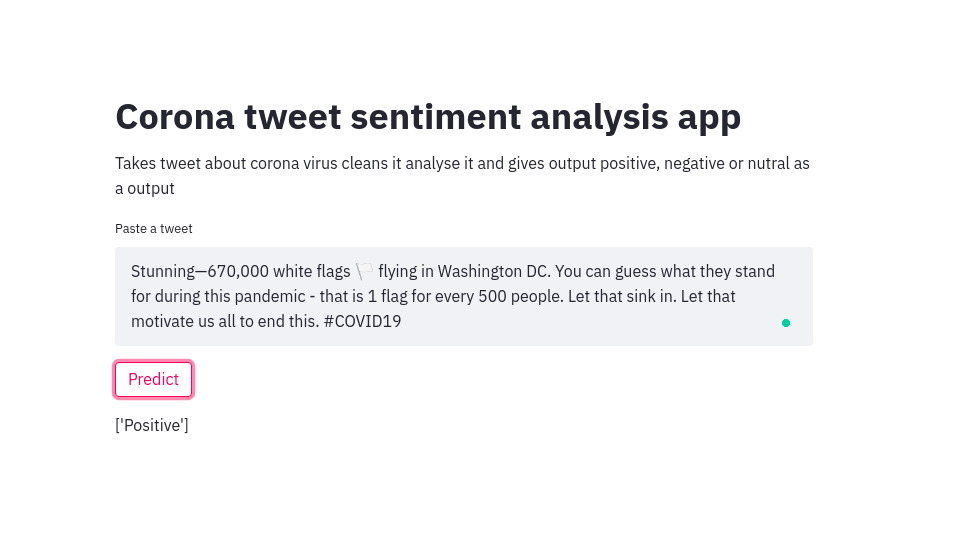 Corona tweet sentiment analysis app
Takes tweet about corona virus cleans it analyse it and gives output positive, negative or nutral as
a output
Paste a tweet
Stunning—670,000 white flags 🏳️ flying in Washington DC. You can guess what they stand
for during this pandemic - that is 1 flag for every 500 people. Let that sink in. Let that
motivate us all to end this. #COVID19
Predict
['Positive']